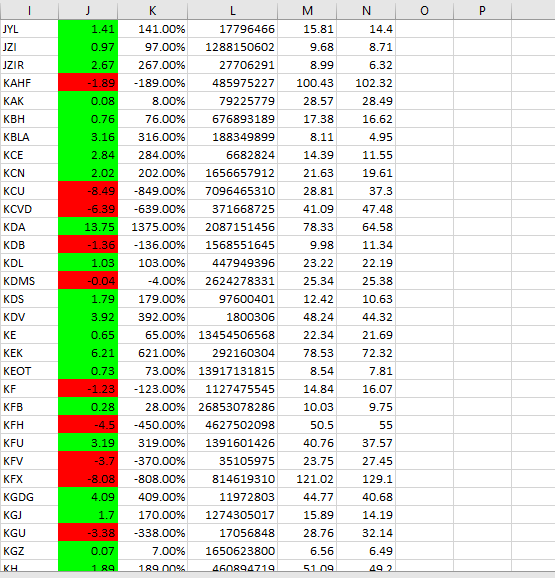 I J K L M N O P
JYL 1.41 141.00% 17796466 15.81 14.4
JZI 0.97 97.00% 1288150602 9.68 8.71
JZIR 2.67 267.00% 27706291 8.99 6.32
KAHF -1.89 -189.00% 485975227 100.43 102.32
KAK 0.08 8.00% 79225779 28.57 28.49
KBH 0.76 76.00% 676893189 17.38 16.62
KBLA 3.16 316.00% 188349899 8.11 4.95
KCE 2.84 284.00% 6682824 14.39 11.55
KCN 2.02 202.00% 1656657912 21.63 19.61
KCU -8.49 -849.00% 7096465310 28.81 37.3
KCVD -6.39 -639.00% 371668725 41.09 47.48
KDA 13.75 1375.00% 2087151456 78.33 64.58
KDB -1.36 -136.00% 1568551645 9.98 11.34
KDL 1.03 103.00% 447949396 23.22 22.19
KDMS -0.04 -4.00% 2624278331 25.34 25.38
KDS 1.79 179.00% 97600401 12.42 10.63
KDV 3.92 392.00% 1800306 48.24 44.32
KE 0.65 65.00% 13454506568 22.34 21.69
KEK 6.21 621.00% 292160304 78.53 72.32
KEOT 0.73 73.00% 13917131815 8.54 7.81
KF -1.23 -123.00% 1127475545 14.84 16.07
KFB 0.28 28.00% 26853078286 10.03 9.75
KFH -4.5 -450.00% 4627502098 50.5 55
KFU 3.19 319.00% 1391601426 40.76 37.57
KFV -3.7 -370.00% 35105975 23.75 27.45
KFX -8.08 -808.00% 814619310 121.02 129.1
KGDG 4.09 409.00% 11972803 44.77 40.68
KGJ 1.7 170.00% 1274305017 15.89 14.19
KGU -3.38 -338.00% 17056848 28.76 32.14
KGZ 0.07 7.00% 1650623800 6.56 6.49
KH 1.89 189.00% 460894719 51.09 49.2